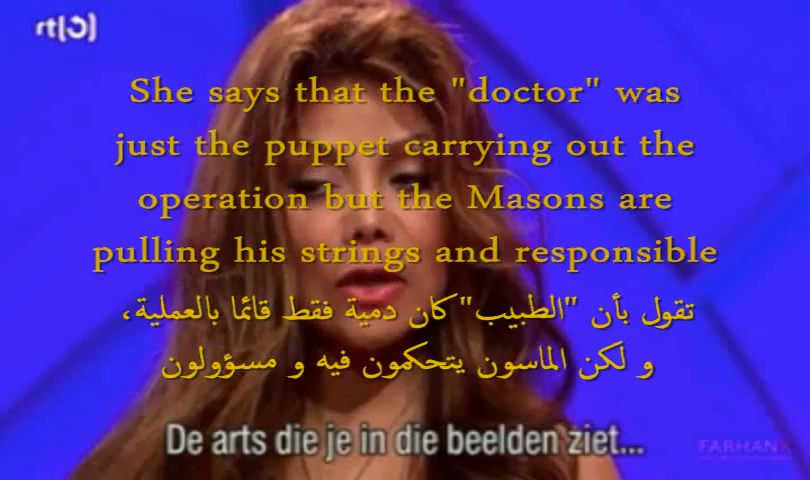 rtl
She says that the "doctor" was
just the puppet carrying out the
operation but the Masons are
pulling his strings and responsible
تقول بأن "الطبيب"كان دمية فقط قائما بالعملية،
و لكن الماسون يتحكمون فيه و مسؤولون
De arts die je in die beelden ziet...
FARHANK